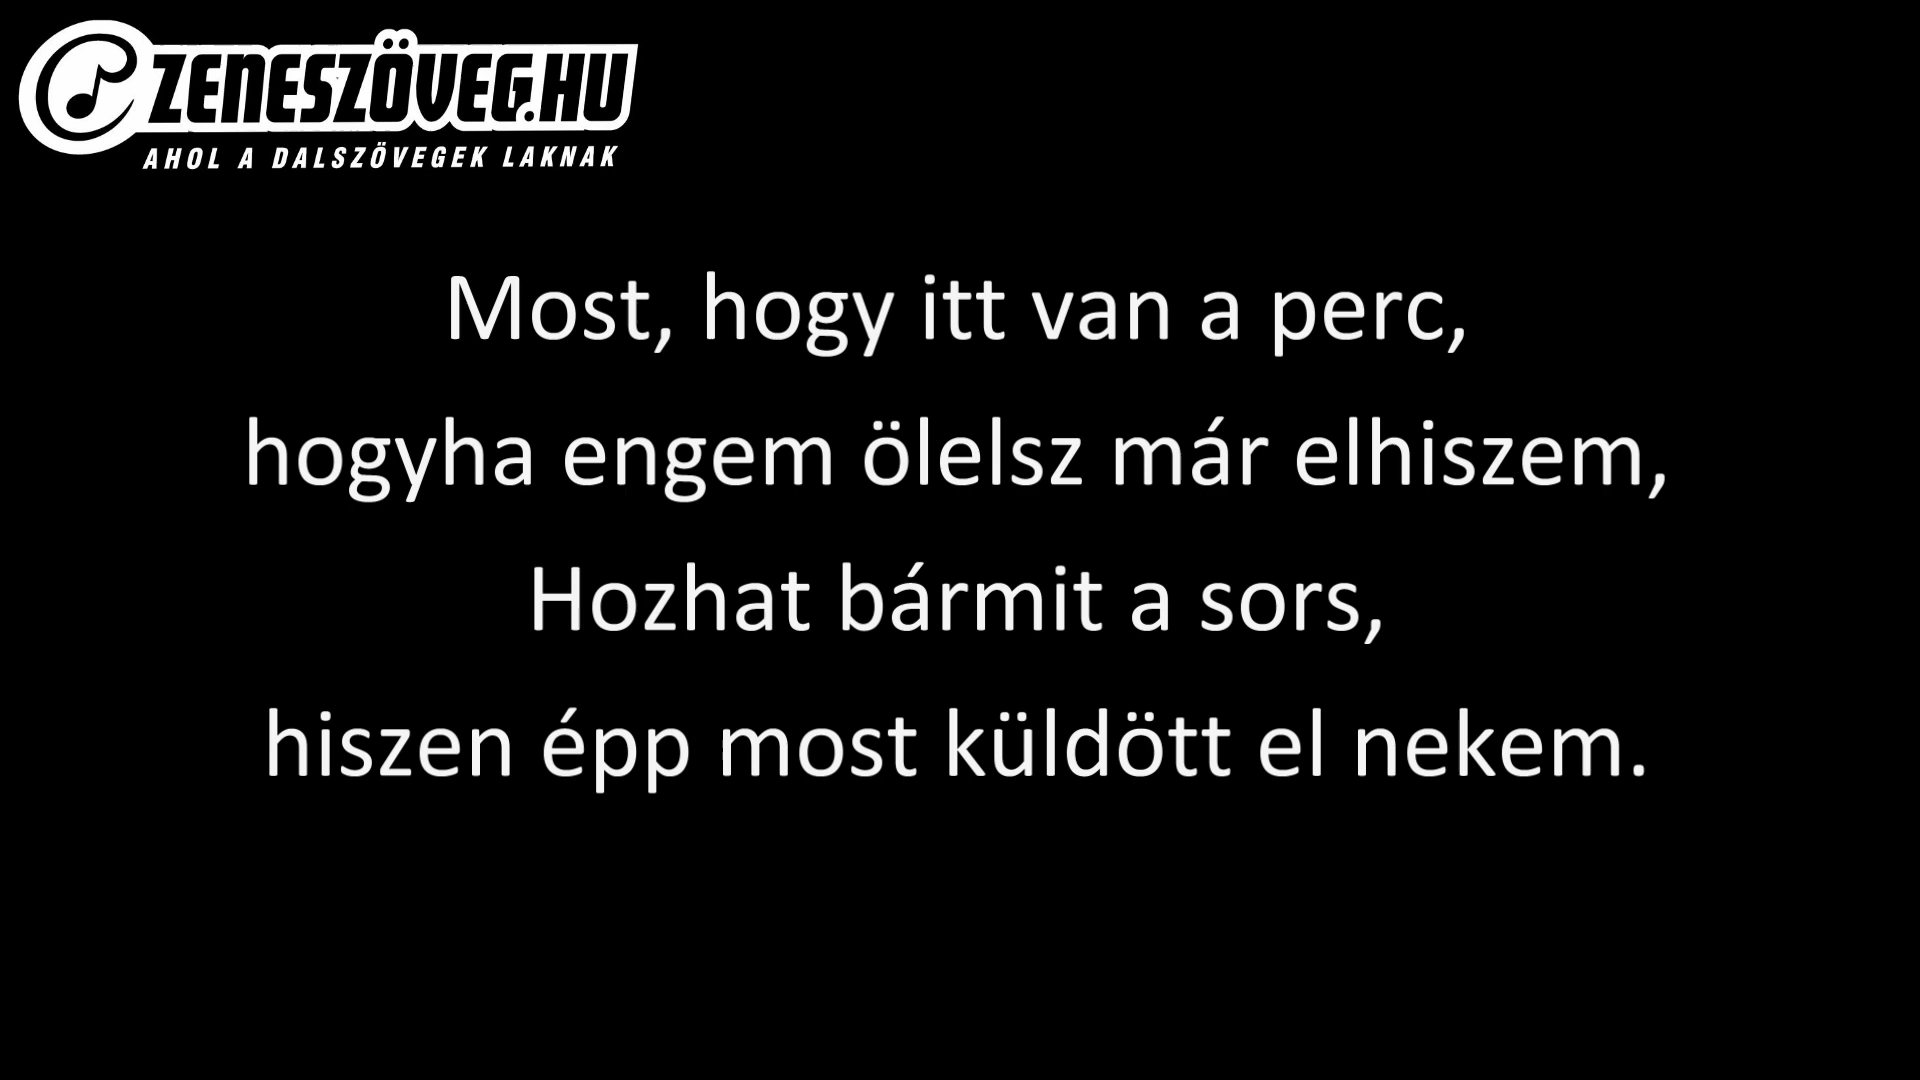 ZENESZÖVEG.HU
AHOL A DALSZÖVEGEK LAKNAK
Most, hogy itt van a perc,
hogyha engem ölelsz már elhiszem,
Hozhat bármit a sors,
hiszen épp most küldött el nekem.